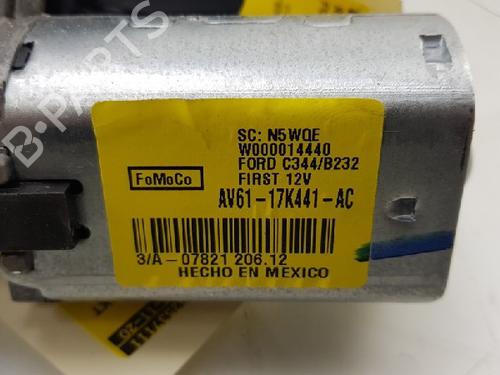 SC: N5WQE
W000014440
FORD C344/B232
FoMoCo
FIRST 12V
AV61-17K441-AC
3/A-07821 206.12
HECHO EN MEXICO
B-PARTS